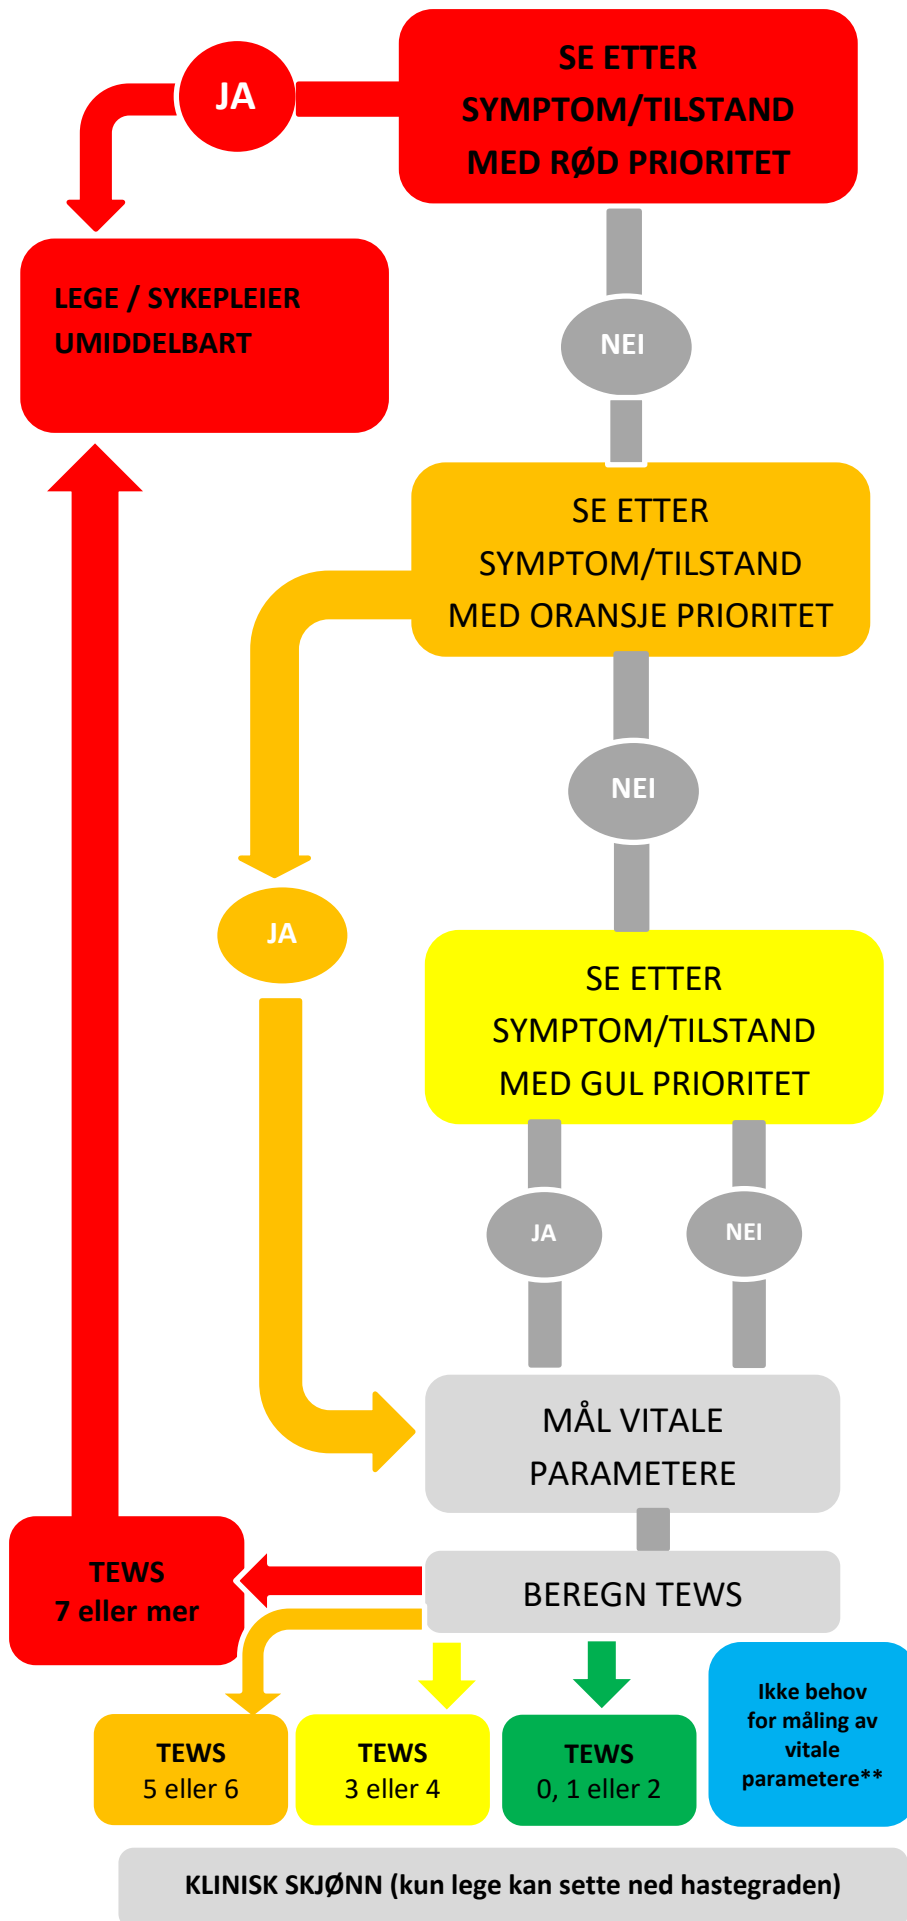 SE ETTER
SYMPTOM/TILSTAND
MED RØD PRIORITET
JA
LEGE / SYKEPLEIER
UMIDDELBART
NEI
SE ETTER
SYMPTOM/TILSTAND
MED ORANSJE PRIORITET
NEI
JA
SE ETTER
SYMPTOM/TILSTAND
MED GUL PRIORITET
JA
NEI
MÅL VITALE
PARAMETERE
BEREGN TEWS
TEWS
7 eller mer
TEWS
5 eller 6
TEWS
3 eller 4
TEWS
0, 1 eller 2
Ikke behov
for måling av
vitale
parametere**
KLINISK SKJØNN (kun lege kan sette ned hastegraden)